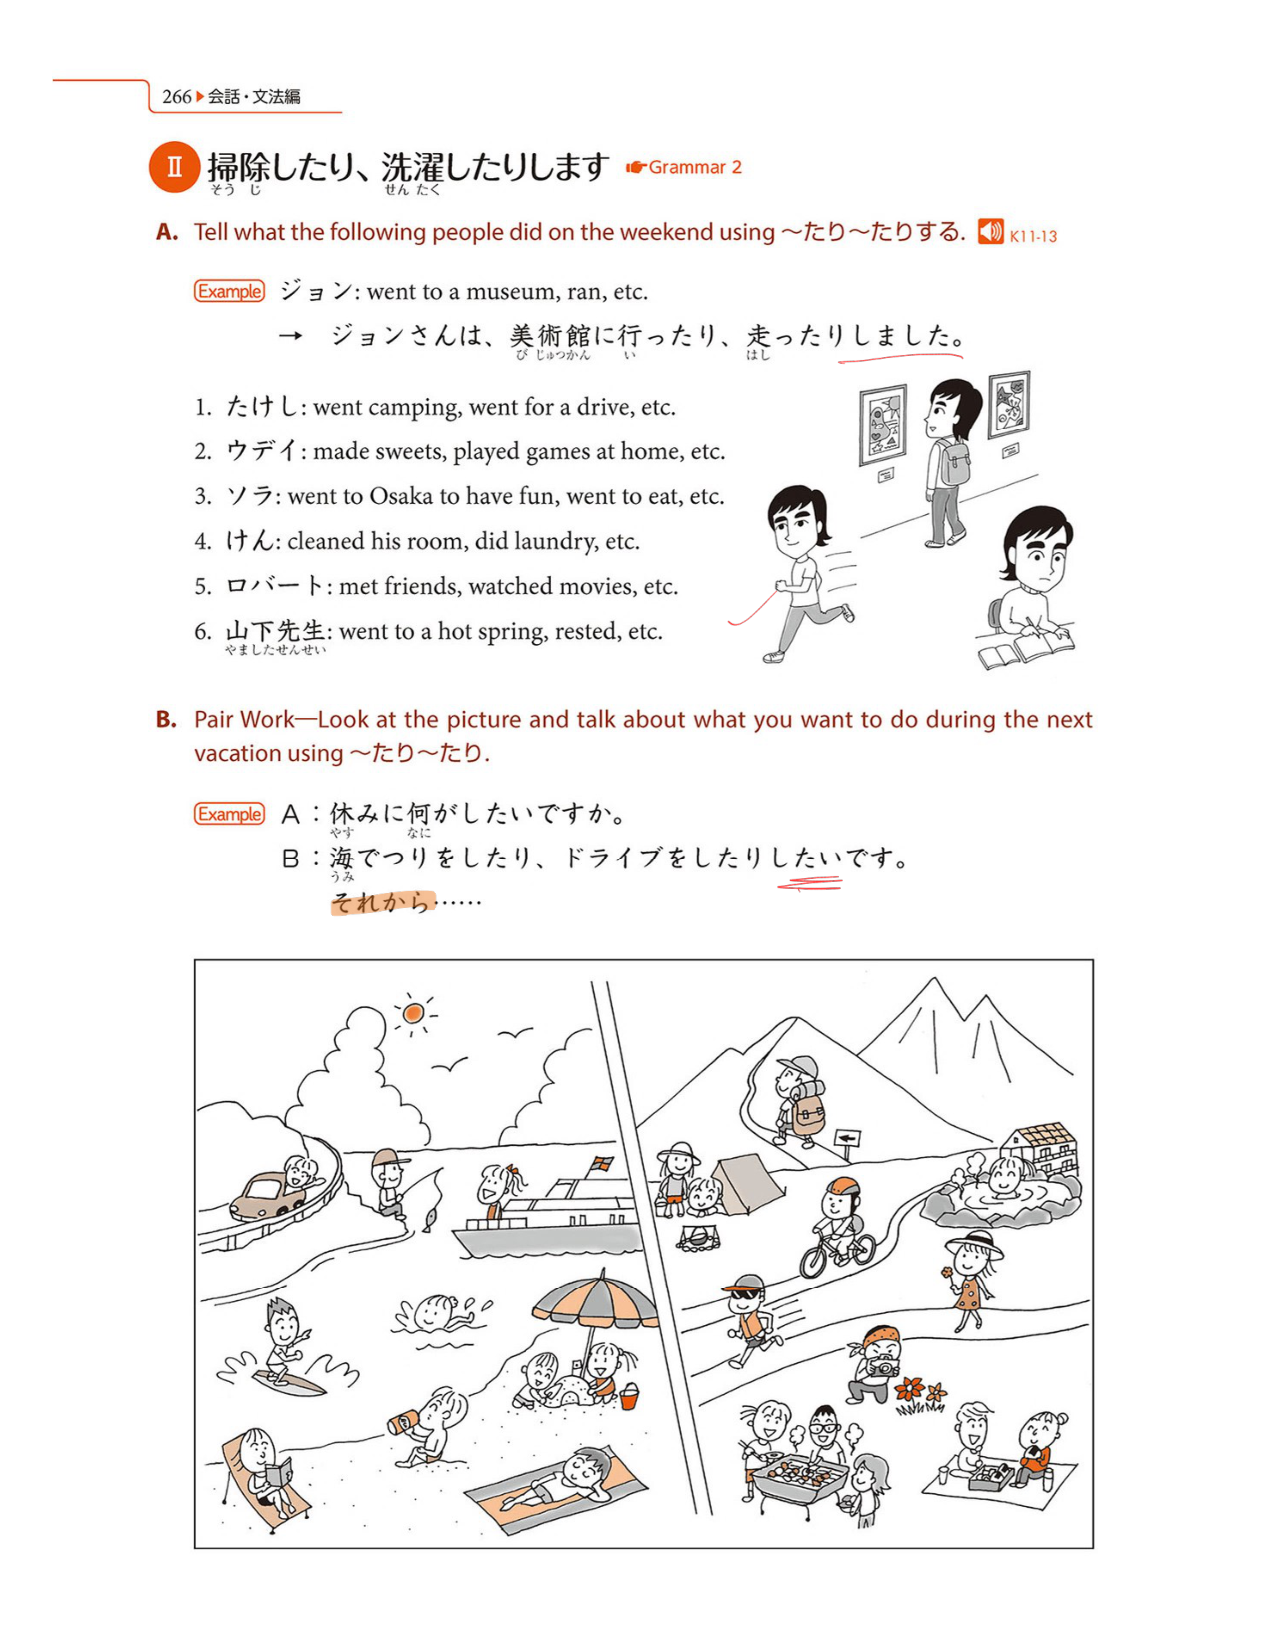 266 ▶ 会話・文法編
Ⅱ 掃除したり、洗濯したりします ☛Grammar 2
そう じ せん たく
A. Tell what the following people did on the weekend using ～たり～たりする. K11-13
Example ジョン: went to a museum, ran, etc.
→ ジョンさんは、美術館に行ったり、走ったりしました。
び じゅつかん い はし
1. たけし: went camping, went for a drive, etc.
2. ウデイ: made sweets, played games at home, etc.
3. ソラ: went to Osaka to have fun, went to eat, etc.
4. けん: cleaned his room, did laundry, etc.
5. ロバート: met friends, watched movies, etc.
6. 山下先生: went to a hot spring, rested, etc.
やましたせんせい
B. Pair Work—Look at the picture and talk about what you want to do during the next
vacation using ～たり～たり.
Example A：休みに何がしたいですか。
やす なに
B：海でつりをしたり、ドライブをしたりしたいです。
うみ
それから……